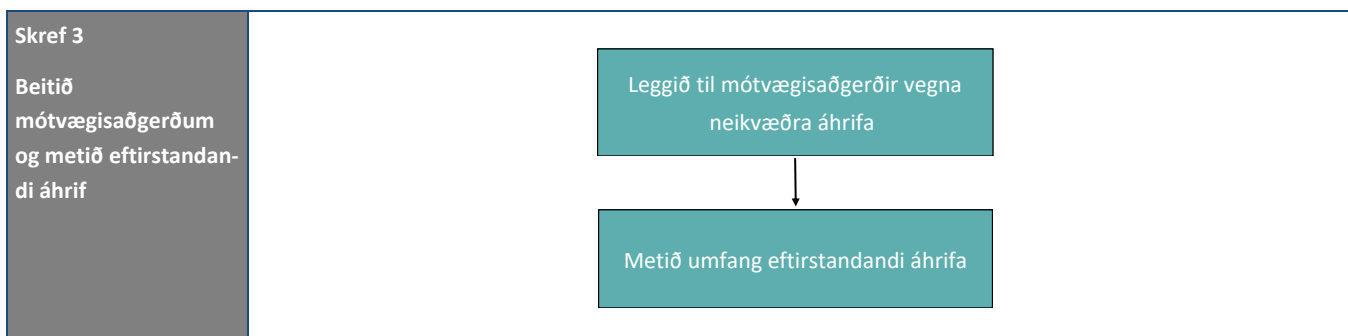 Skref 3
Beitið
mótvægisaðgerðum
og metið eftirstandan-
di áhrif
Leggið til mótvægisaðgerðir vegna
neikvæðra áhrifa
Metið umfang eftirstandandi áhrifa